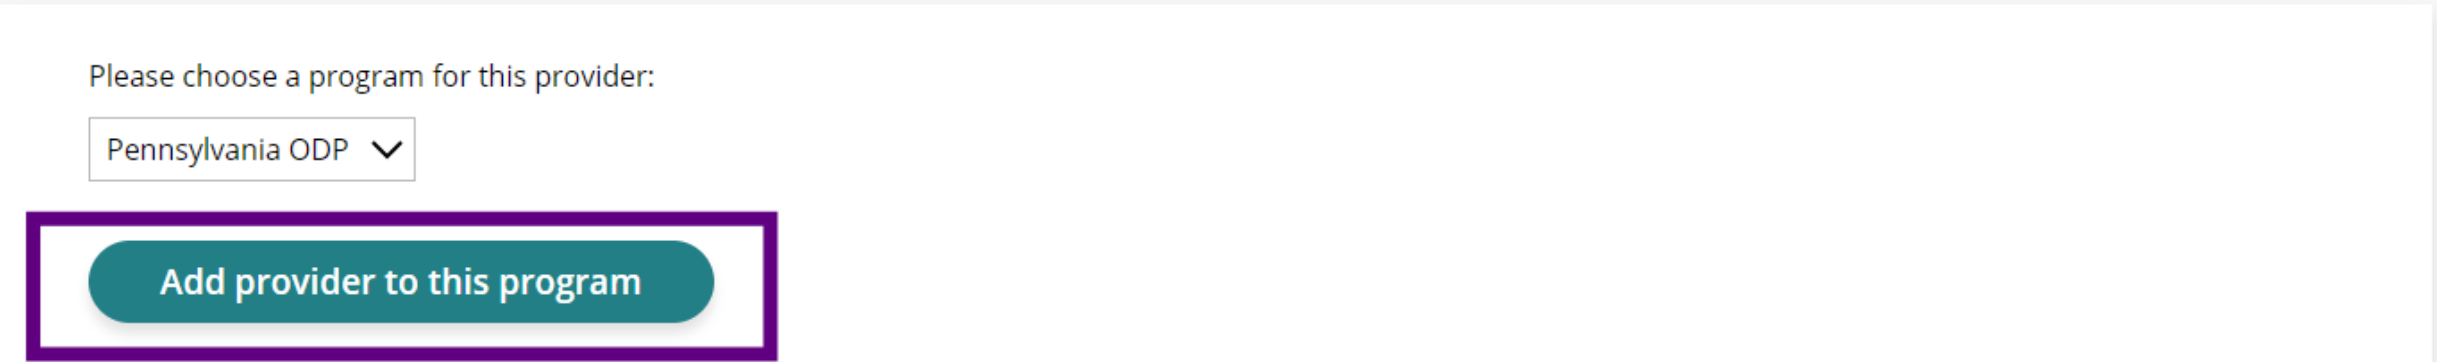 Please choose a program for this provider:
Pennsylvania ODP
Add provider to this program